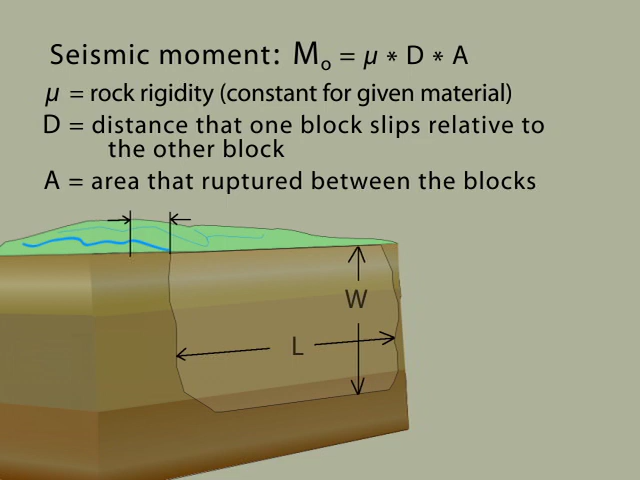 Seismic moment: Mₒ = μ * D * A
μ = rock rigidity (constant for given material)
D = distance that one block slips relative to
the other block
A = area that ruptured between the blocks
W
L